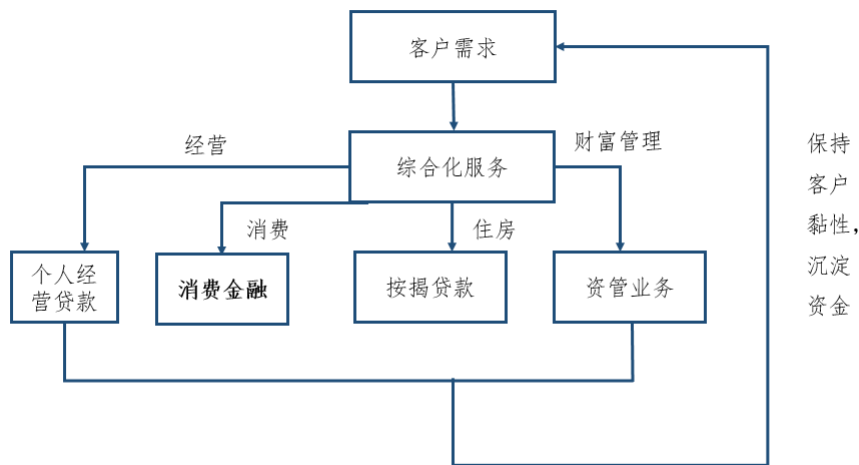 客户需求
综合化服务
经营
财富管理
消费
住房
个人经
营贷款
消费金融
按揭贷款
资管业务
保持
客户
黏性，
沉淀
资金